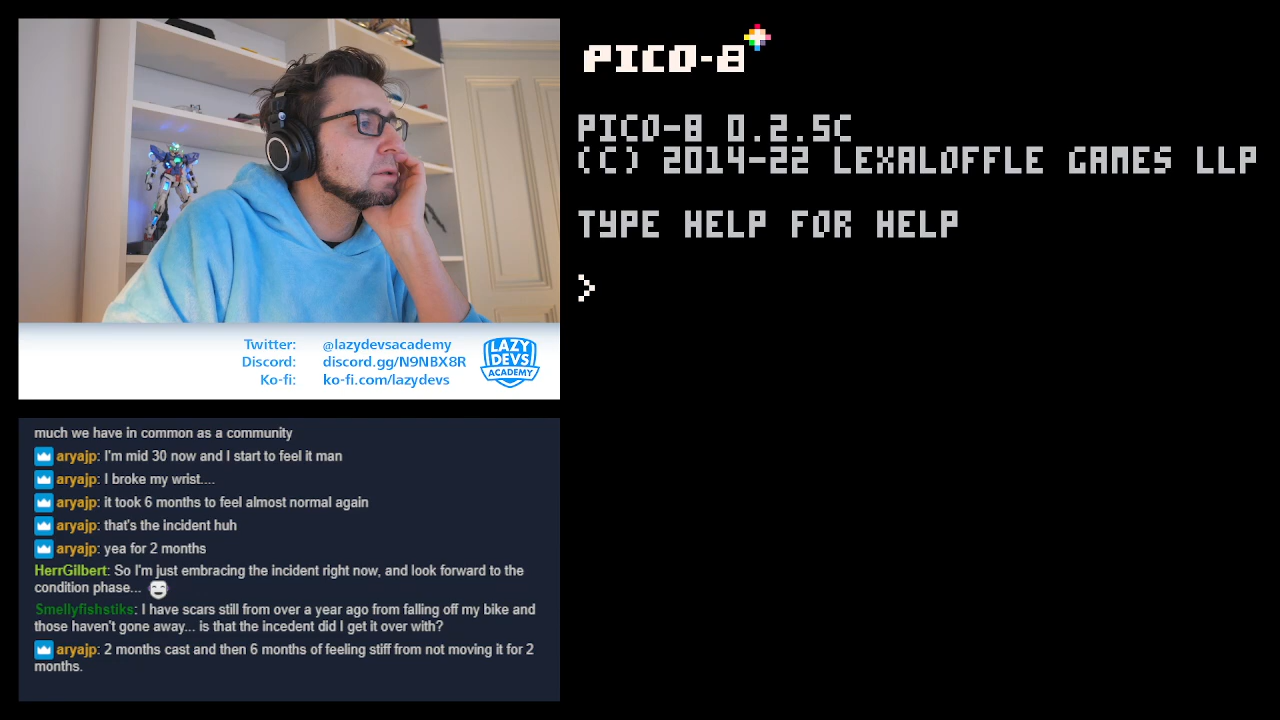 PICO-8
PICO-8 0.2.5C
(C) 2014-22 LEXALOFFLE GAMES LLP
TYPE HELP FOR HELP
>
Twitter: @lazydevsacademy
Discord: discord.gg/N9NBX8R
Ko-fi: ko-fi.com/lazydevs
LAZY
DEVS
ACADEMY
much we have in common as a community
aryajp: I'm mid 30 now and I start to feel it man
aryajp: I broke my wrist....
aryajp: it took 6 months to feel almost normal again
aryajp: that's the incident huh
aryajp: yea for 2 months
HerrGilbert: So I'm just embracing the incident right now, and look forward to the
condition phase...
Smellyfishstiks: I have scars still from over a year ago from falling off my bike and
those haven't gone away... is that the incedent did I get it over with?
aryajp: 2 months cast and then 6 months of feeling stiff from not moving it for 2
months.